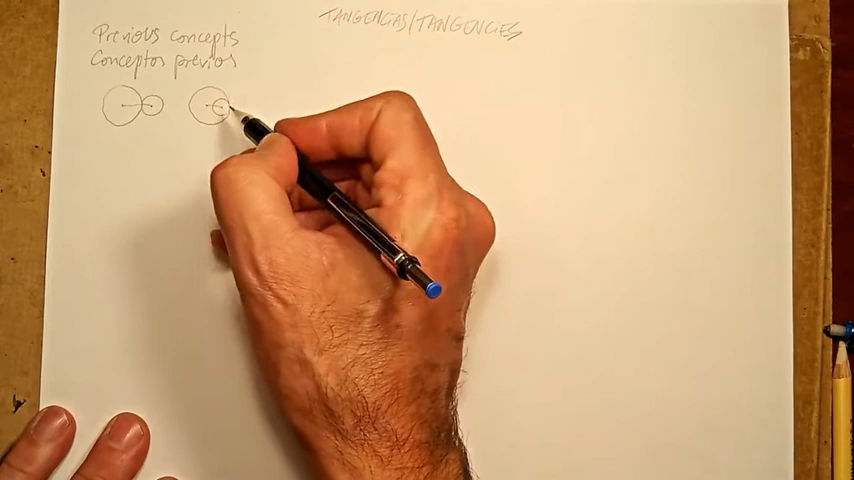 TANGENCIAS/TANGENCIES
Previous concepts
Conceptos previos